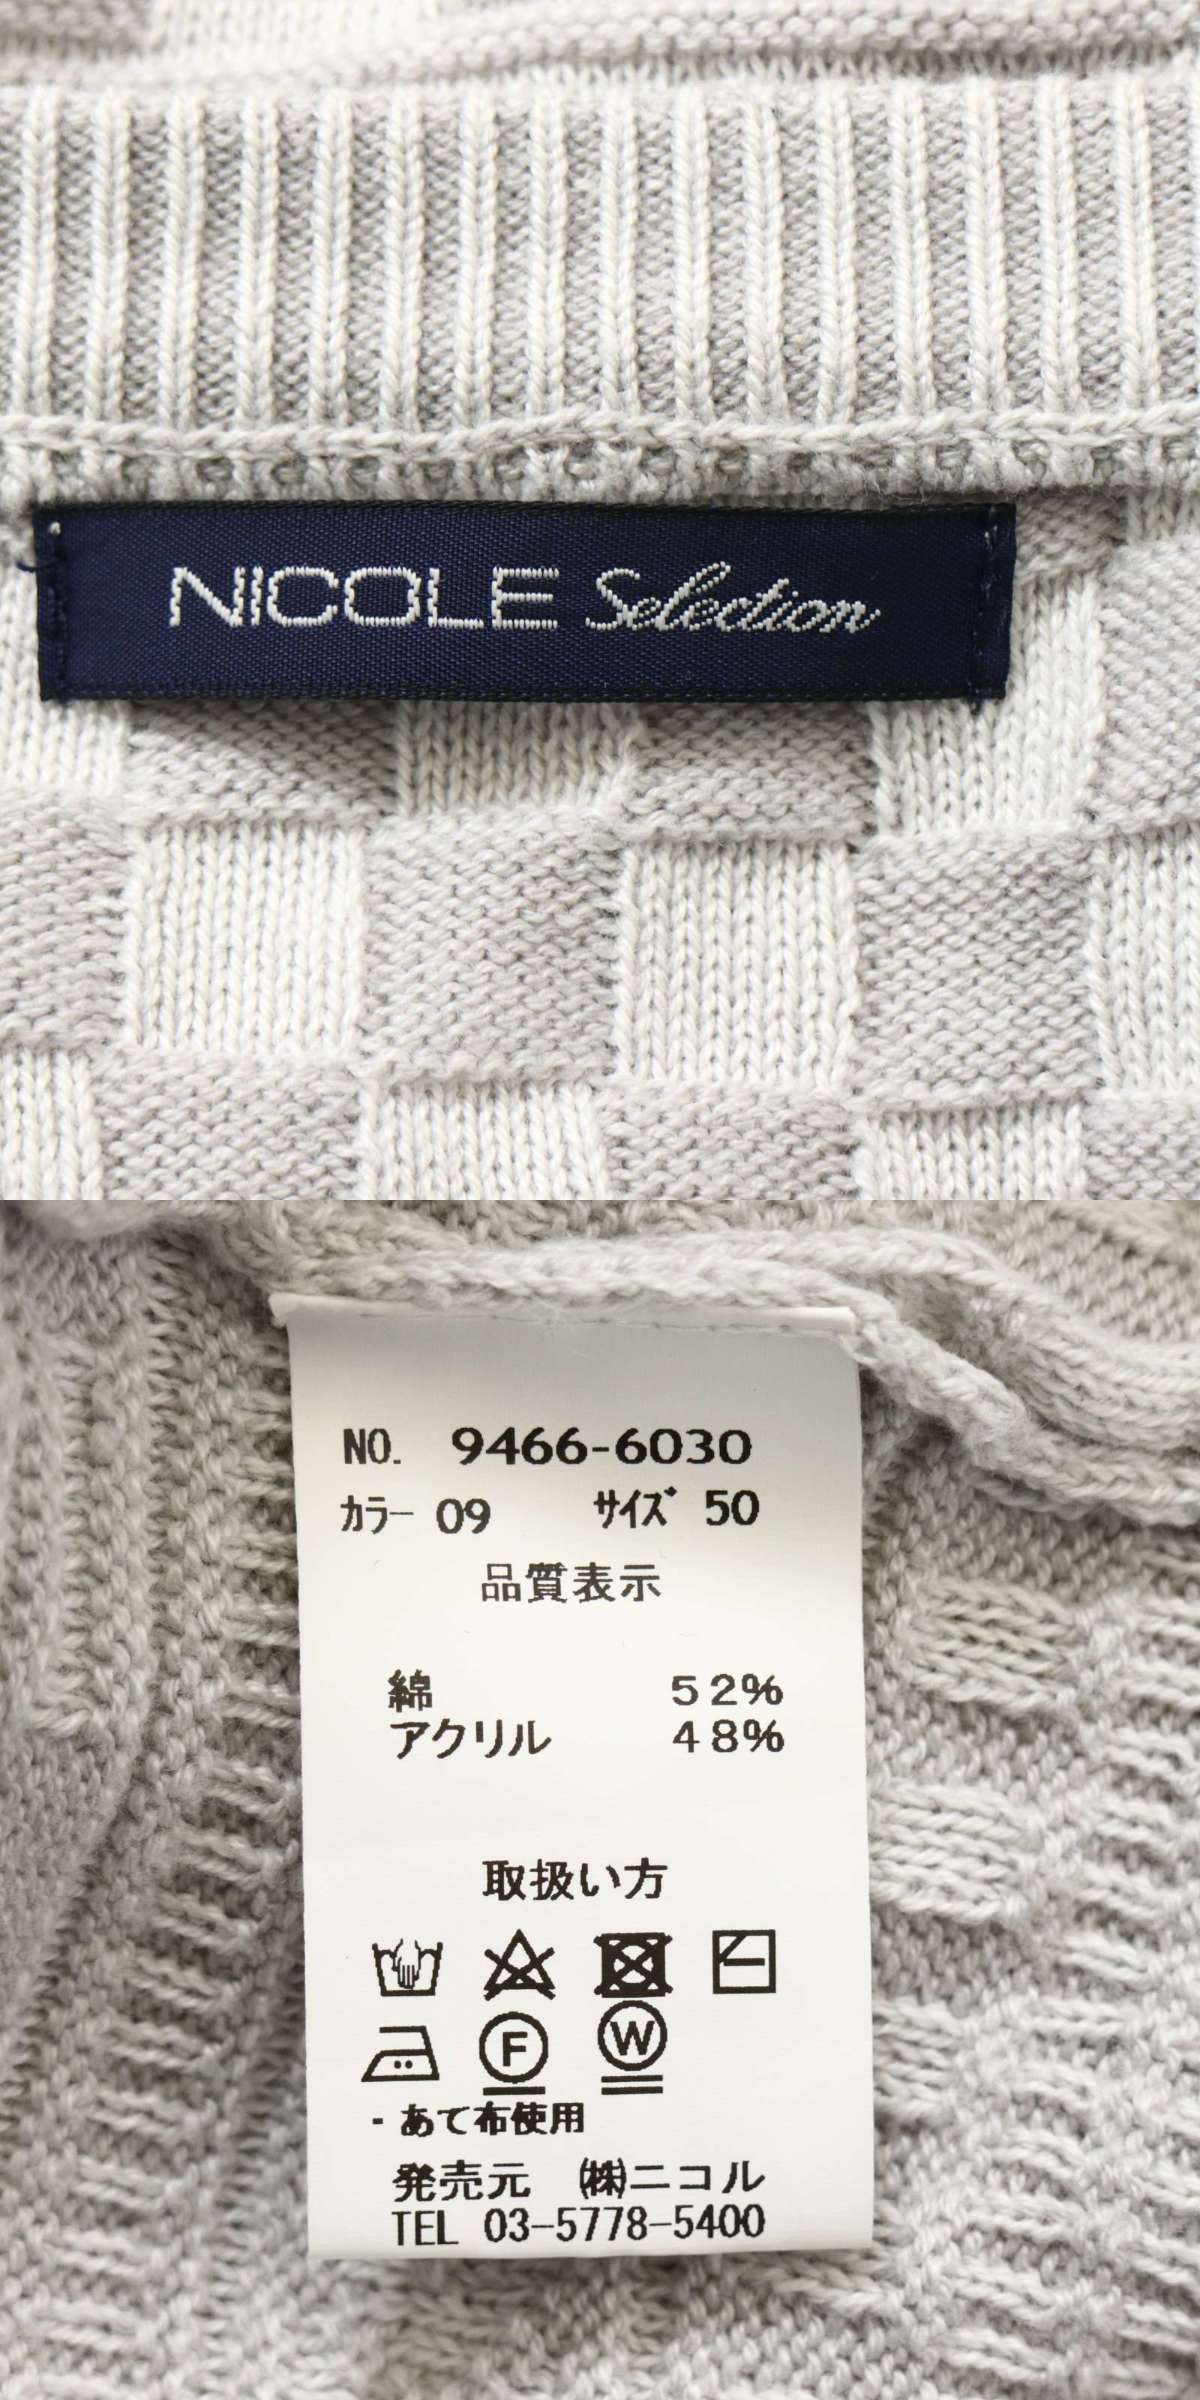 NICOLE Selection
NO. 9466-6030
カラー 09 サイズ 50
品質表示
綿 52%
アクリル 48%
取扱い方
F W
- あて布使用
発売元 ㈱ニコル
TEL 03-5778-5400